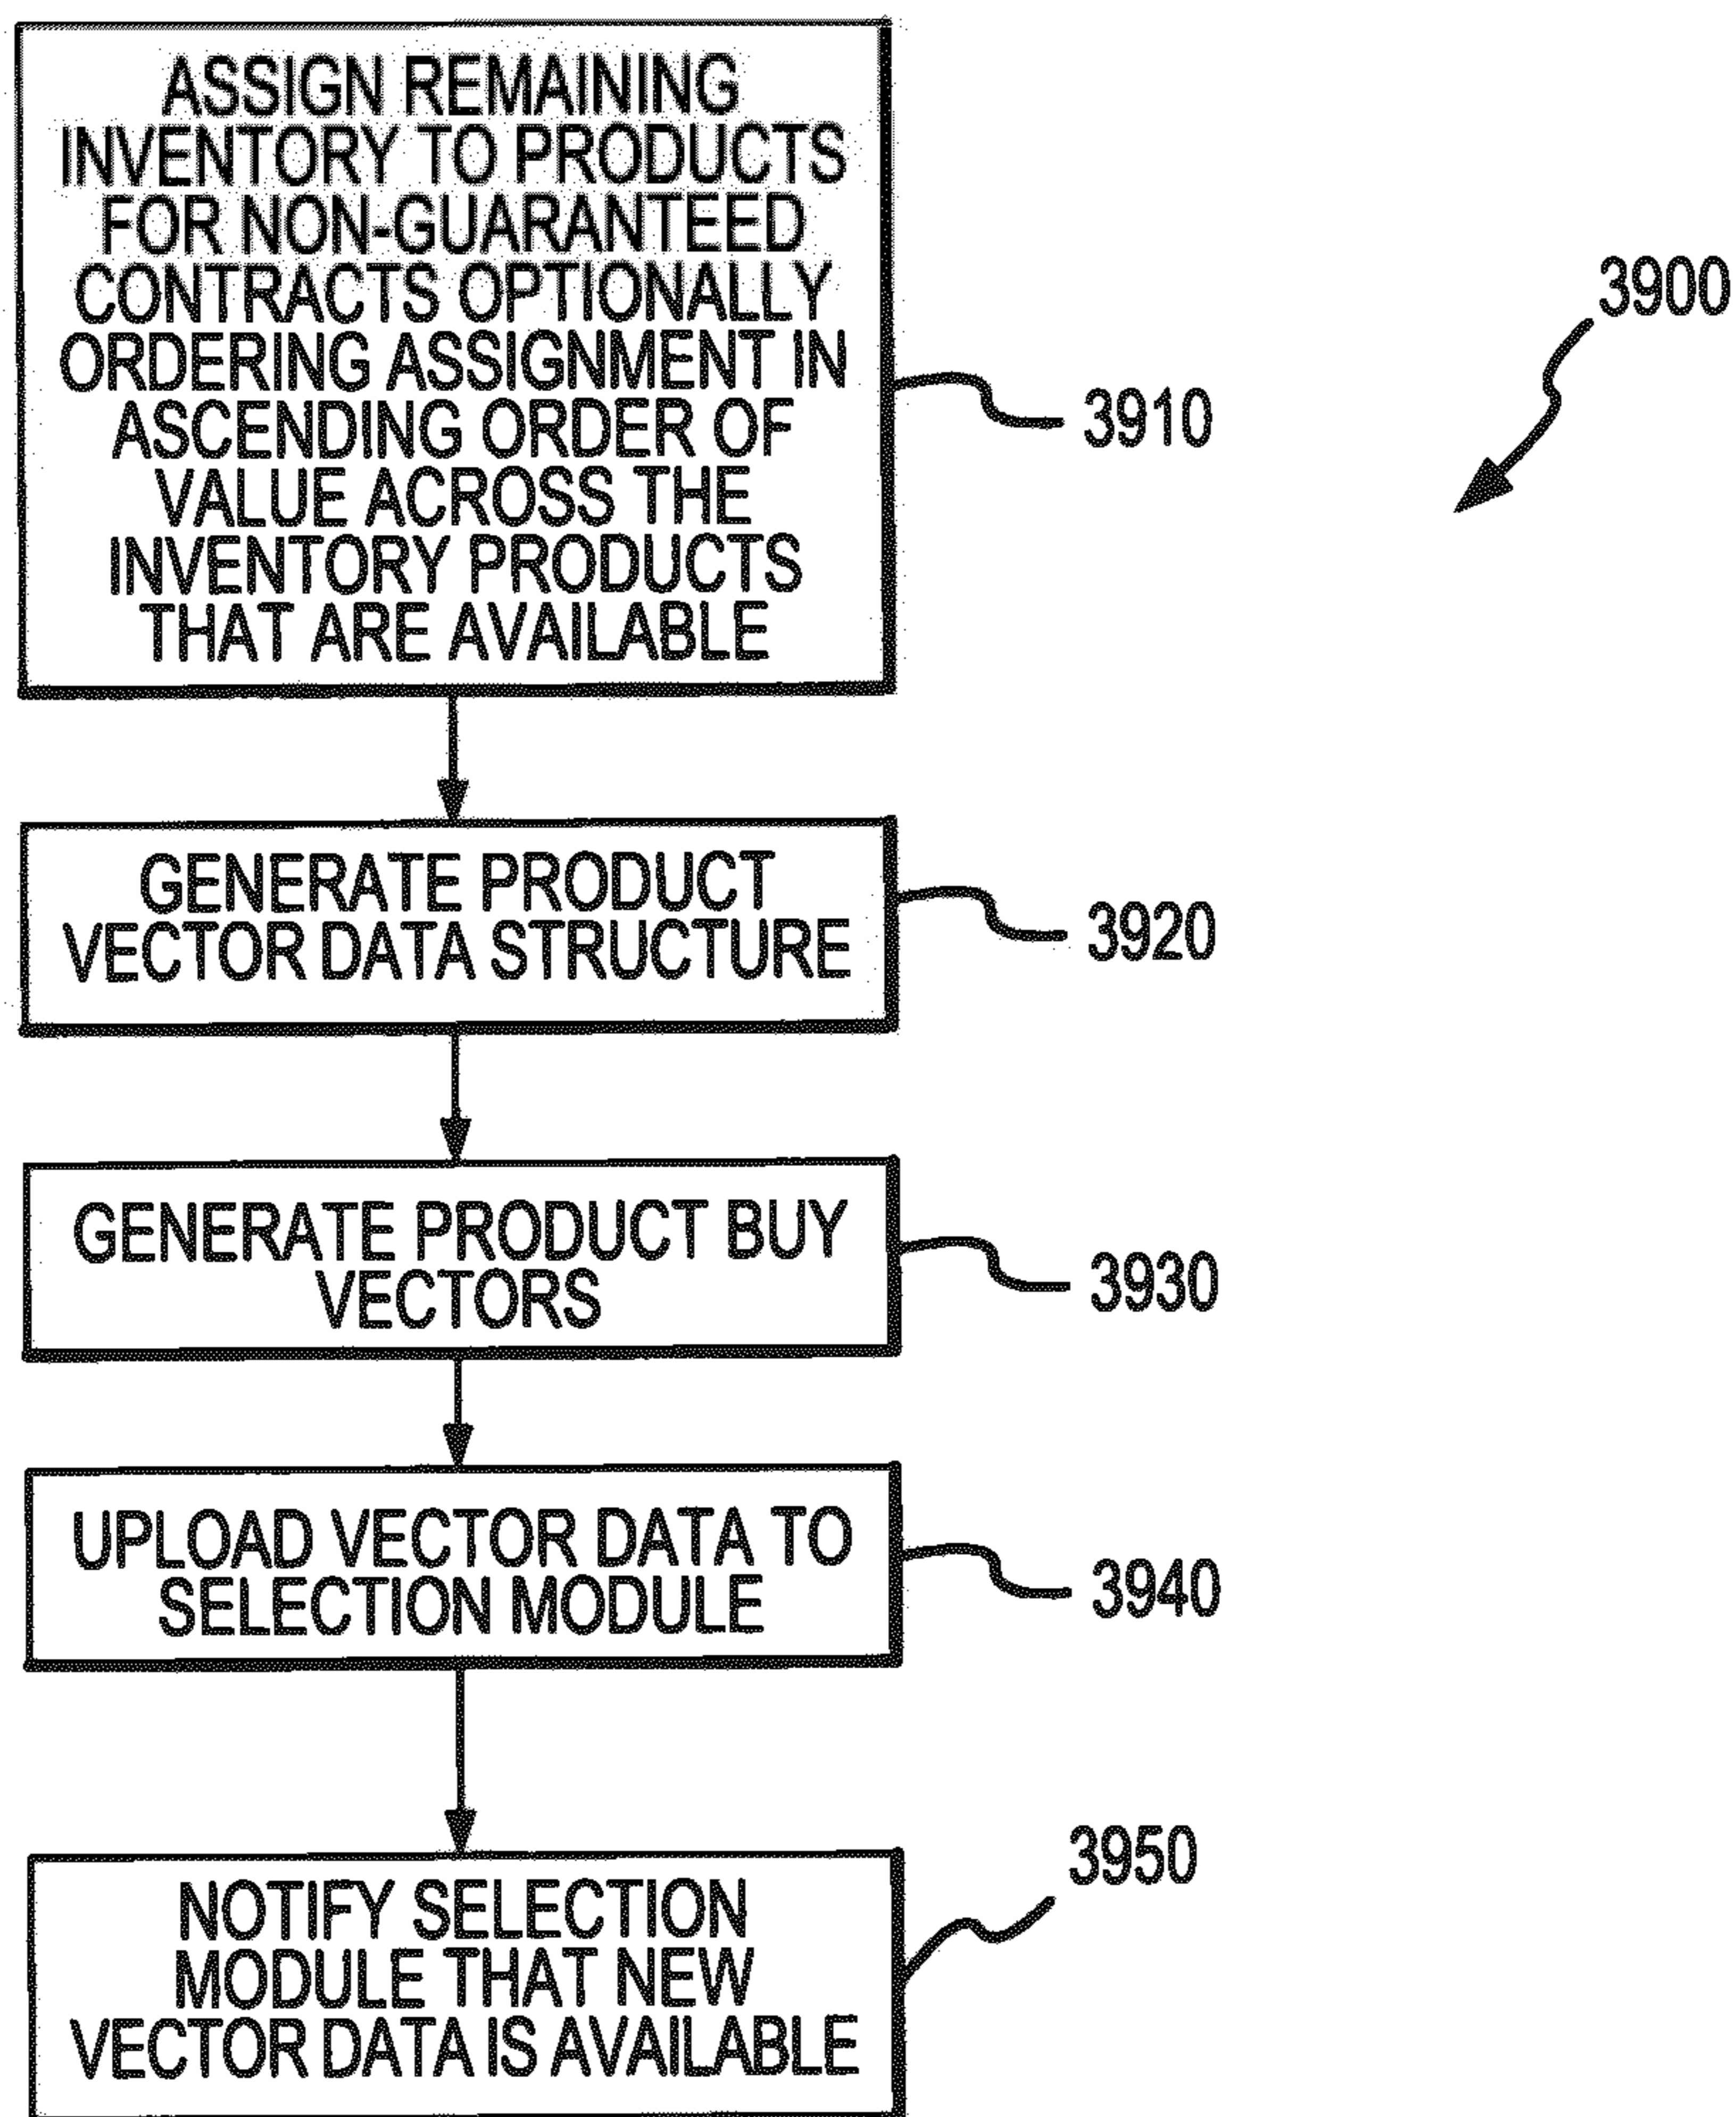 ASSIGN REMAINING
INVENTORY TO PRODUCTS
FOR NON-GUARANTEED
CONTRACTS OPTIONALLY
ORDERING ASSIGNMENT IN
ASCENDING ORDER OF
VALUE ACROSS THE
INVENTORY PRODUCTS
THAT ARE AVAILABLE
3900
3910
GENERATE PRODUCT
VECTOR DATA STRUCTURE
3920
GENERATE PRODUCT BUY
VECTORS
3930
UPLOAD VECTOR DATA TO
SELECTION MODULE
3940
NOTIFY SELECTION
MODULE THAT NEW
VECTOR DATA IS AVAILABLE
3950